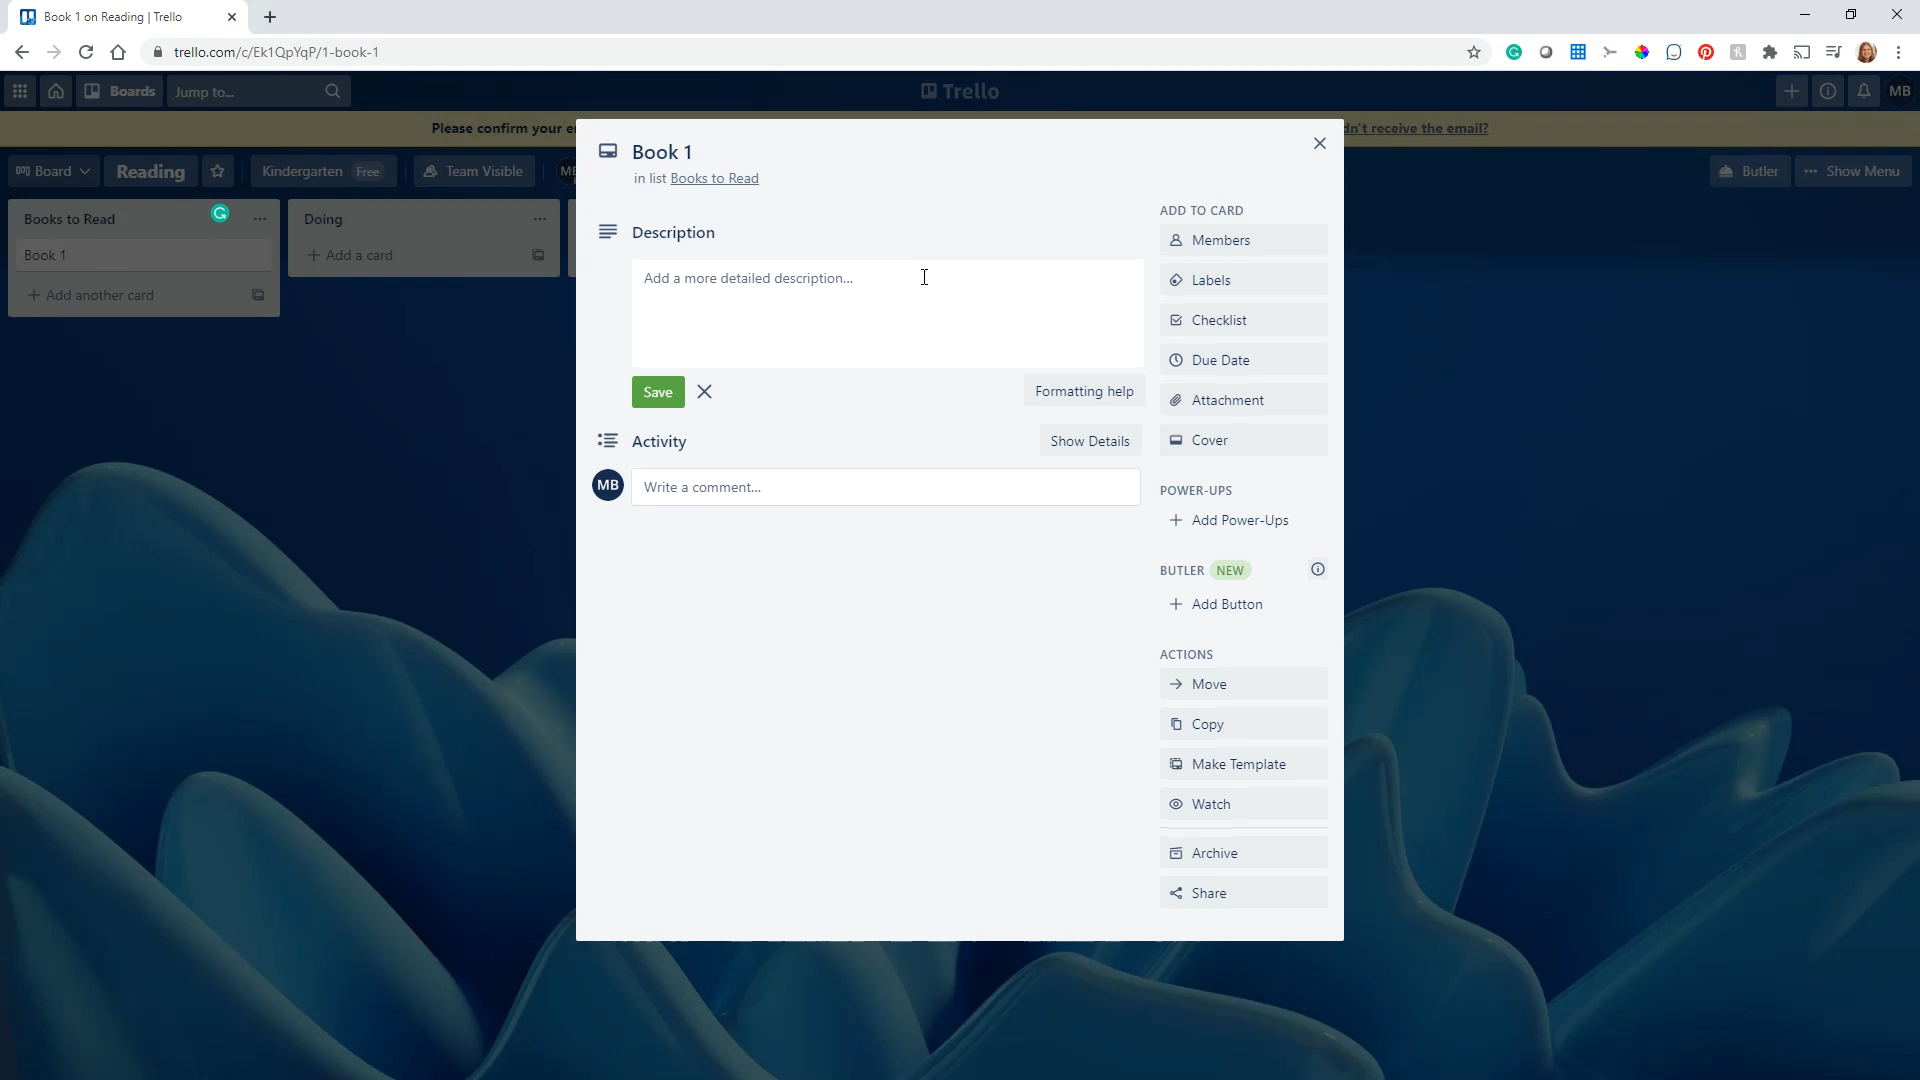 Book 1 on Reading | Trello
trello.com/c/Ek1QpYqP/1-book-1
Boards
Jump to...
Trello
MB
Please confirm your e
dn't receive the email?
Board
Reading
Kindergarten Free
Team Visible
Butler
Show Menu
Books to Read
Book 1
Add another card
Doing
Add a card
Book 1
in list Books to Read
Description
Add a more detailed description...
Save
Formatting help
Activity
Show Details
MB
Write a comment...
ADD TO CARD
Members
Labels
Checklist
Due Date
Attachment
Cover
POWER-UPS
Add Power-Ups
BUTLER NEW
Add Button
ACTIONS
Move
Copy
Make Template
Watch
Archive
Share